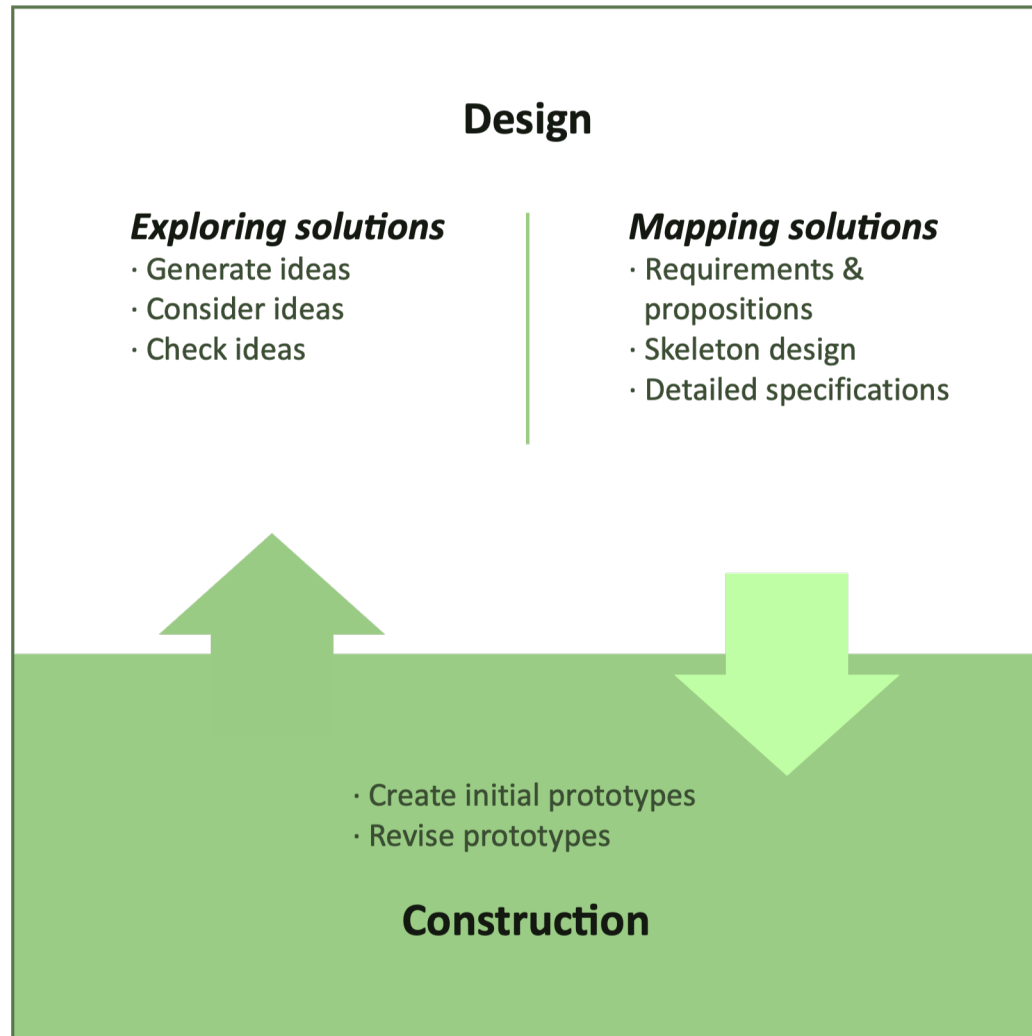 Design
Exploring solutions
· Generate ideas
· Consider ideas
· Check ideas
Mapping solutions
· Requirements &
propositions
· Skeleton design
· Detailed specifications
· Create initial prototypes
· Revise prototypes
Construction